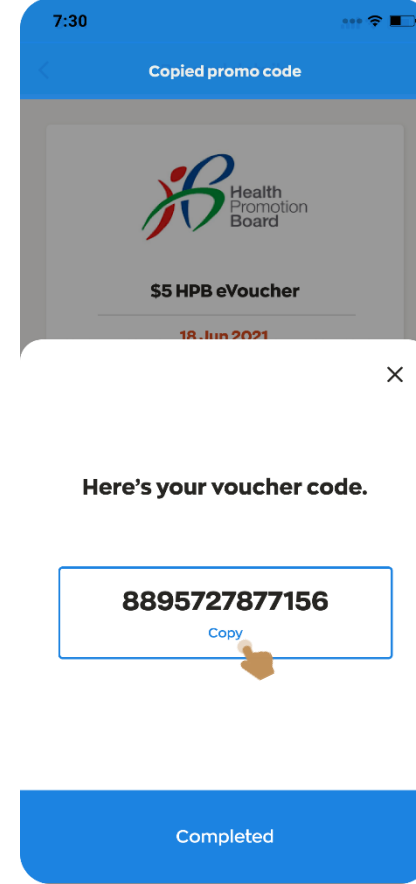 7:30
Copied promo code
Health
Promotion
Board
$5 HPB eVoucher
18 Jun 2021
Here's your voucher code.
8895727877156
Copy
Completed